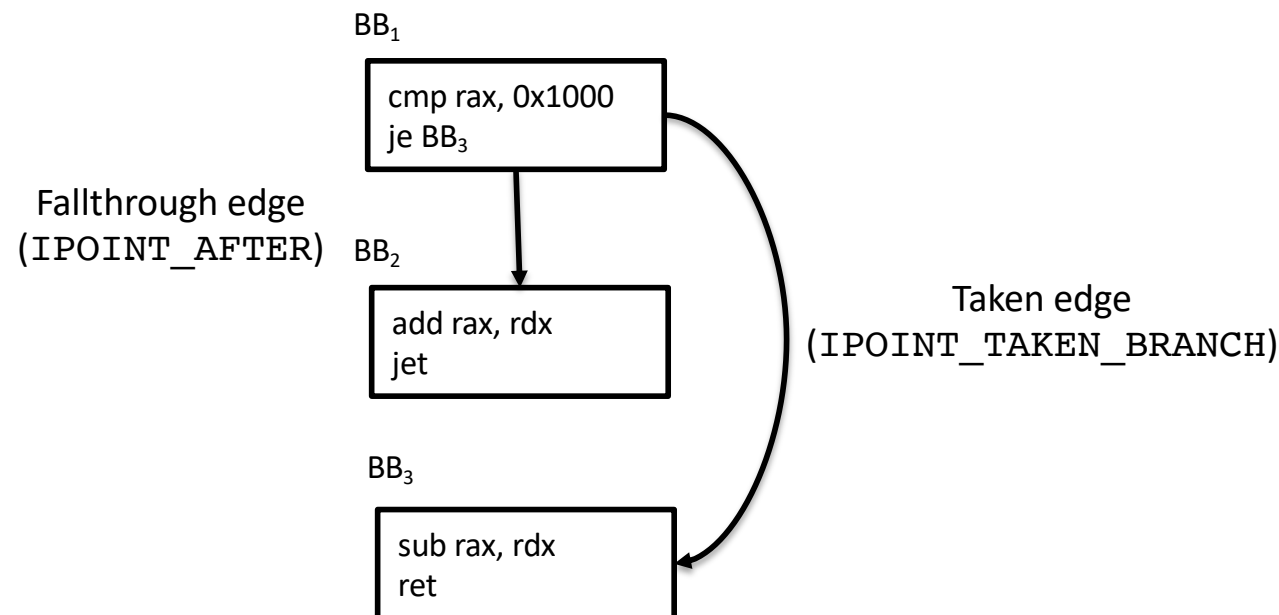 BB₁
cmp rax, 0x1000
je BB₃
Fallthrough edge
(IPOINT_AFTER)
BB₂
add rax, rdx
jet
Taken edge
(IPOINT_TAKEN_BRANCH)
BB₃
sub rax, rdx
ret